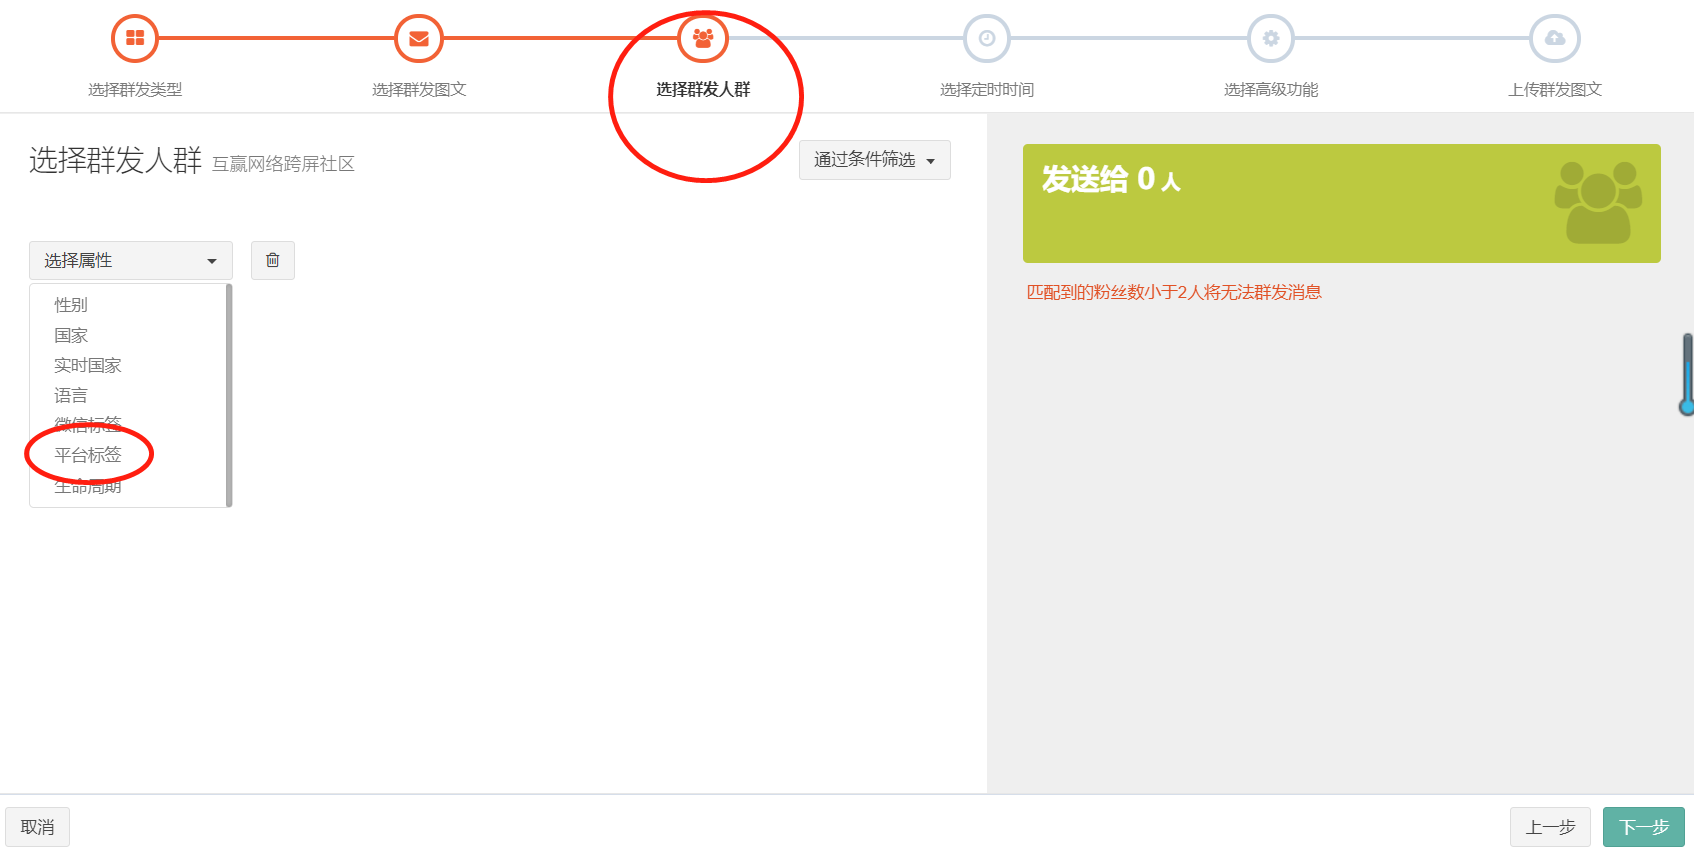 选择群发类型
选择群发图文
选择群发人群
选择定时时间
选择高级功能
上传群发图文
选择群发人群 互赢网络跨屏社区
通过条件筛选
选择属性
性别
国家
实时国家
语言
微信标签
平台标签
生命周期
发送给 0 人
匹配到的粉丝数小于2人将无法群发消息
取消
上一步
下一步